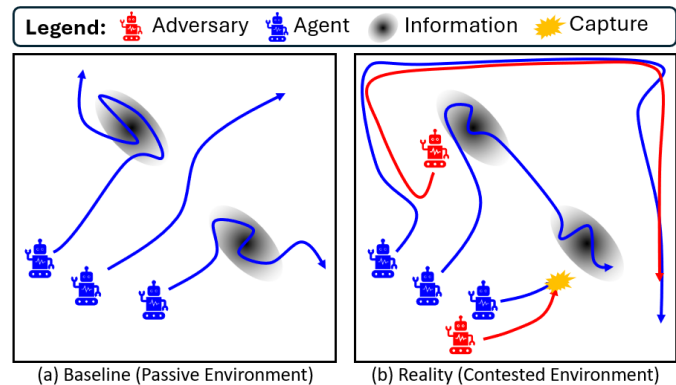 Legend: Adversary Agent Information Capture
(a) Baseline (Passive Environment)
(b) Reality (Contested Environment)